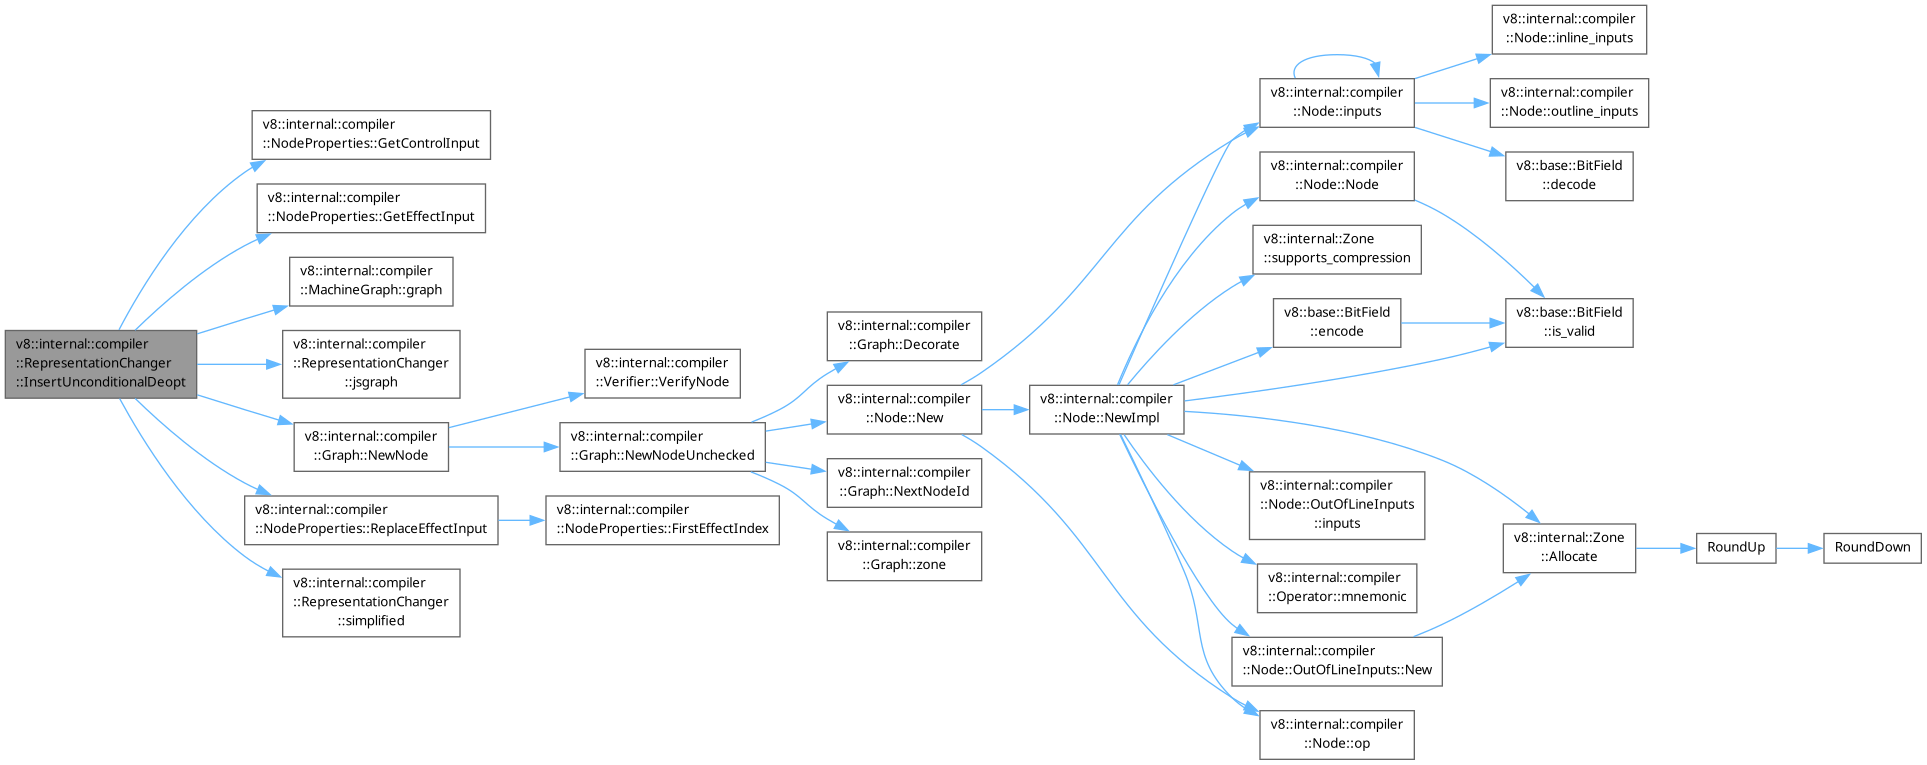 v8::internal::compiler
::RepresentationChanger
::InsertUnconditionalDeopt
v8::internal::compiler
::NodeProperties::GetControlInput
v8::internal::compiler
::NodeProperties::GetEffectInput
v8::internal::compiler
::MachineGraph::graph
v8::internal::compiler
::RepresentationChanger
::jsgraph
v8::internal::compiler
::Graph::NewNode
v8::internal::compiler
::NodeProperties::ReplaceEffectInput
v8::internal::compiler
::RepresentationChanger
::simplified
v8::internal::compiler
::Verifier::VerifyNode
v8::internal::compiler
::Graph::NewNodeUnchecked
v8::internal::compiler
::NodeProperties::FirstEffectIndex
v8::internal::compiler
::Graph::Decorate
v8::internal::compiler
::Node::New
v8::internal::compiler
::Graph::NextNodeId
v8::internal::compiler
::Graph::zone
v8::internal::compiler
::Node::NewImpl
v8::internal::compiler
::Node::inputs
v8::internal::compiler
::Node::Node
v8::internal::Zone
::supports_compression
v8::base::BitField
::encode
v8::internal::compiler
::Node::OutOfLineInputs
::inputs
v8::internal::compiler
::Operator::mnemonic
v8::internal::compiler
::Node::OutOfLineInputs::New
v8::internal::compiler
::Node::op
v8::internal::compiler
::Node::inline_inputs
v8::internal::compiler
::Node::outline_inputs
v8::base::BitField
::decode
v8::base::BitField
::is_valid
v8::internal::Zone
::Allocate
RoundUp
RoundDown